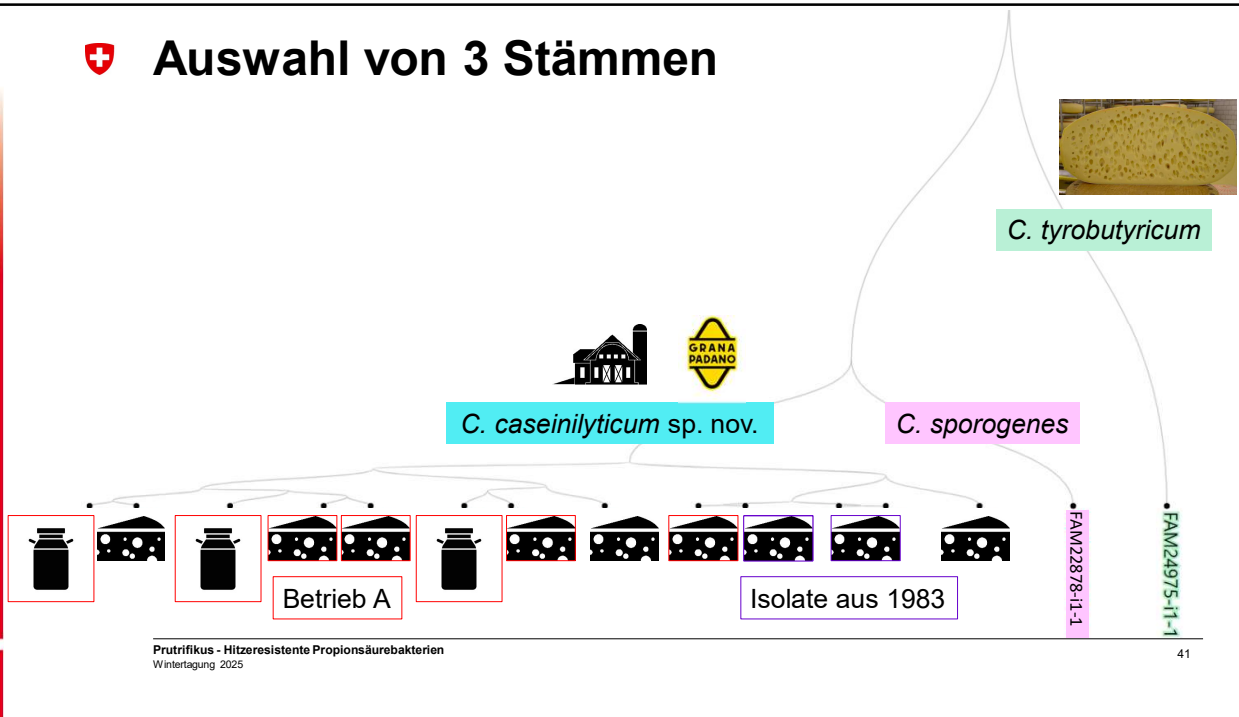 Auswahl von 3 Stämmen
C. tyrobutyricum
GRANA
PADANO
C. caseinilyticum sp. nov.
C. sporogenes
FAM22878-i1-1
FAM24975-i1-1
Betrieb A
Isolate aus 1983
Prutrifikus - Hitzeresistente Propionsäurebakterien
Wintertagung 2025
41